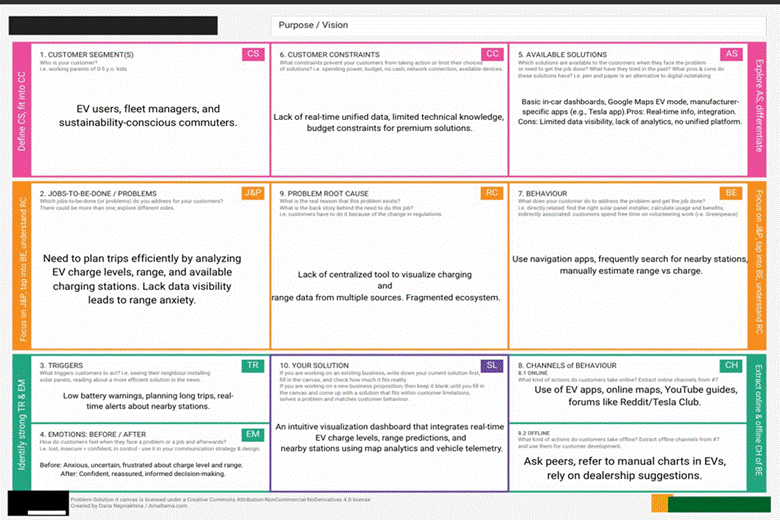 Purpose / Vision
Define CS, fit into CC
1. CUSTOMER SEGMENT(S)
CS
Who is your customer?
i.e. working parents of 0-5 y.o. kids
EV users, fleet managers, and
sustainability-conscious commuters.
6. CUSTOMER CONSTRAINTS
CC
What constraints prevent your customers from taking action or limit their choices
of solutions? i.e. spending power, budget, no cash, network connection, available devices.
Lack of real-time unified data, limited technical knowledge,
budget constraints for premium solutions.
5. AVAILABLE SOLUTIONS
AS
Which solutions are available to the customers when they face the problem
or need to get the job done? What have they tried in the past? What pros & cons do
these solutions have? i.e. pen and paper is an alternative to digital notetaking
Basic in-car dashboards, Google Maps EV mode, manufacturer-
specific apps (e.g., Tesla app).Pros: Real-time info, integration.
Cons: Limited data visibility, lack of analytics, no unified platform.
Explore AS, differentiate
Focus on J&P, tap into BE, understand RC
2. JOBS-TO-BE-DONE / PROBLEMS
J&P
Which jobs-to-be-done (or problems) do you address for your customers?
There could be more than one; explore different sides.
Need to plan trips efficiently by analyzing
EV charge levels, range, and available
charging stations. Lack data visibility
leads to range anxiety.
9. PROBLEM ROOT CAUSE
RC
What is the real reason that this problem exists?
What is the back story behind the need to do this job?
i.e. customers have to do it because of the change in regulations.
Lack of centralized tool to visualize charging
and
range data from multiple sources. Fragmented ecosystem.
7. BEHAVIOUR
BE
What does your customer do to address the problem and get the job done?
i.e. directly related: find the right solar panel installer, calculate usage and benefits;
indirectly associated: customers spend free time on volunteering work (i.e. Greenpeace)
Use navigation apps, frequently search for nearby stations,
manually estimate range vs charge.
Focus on J&P, tap into BE, understand RC
Identify strong TR & EM
3. TRIGGERS
TR
What triggers customers to act? i.e. seeing their neighbour installing
solar panels, reading about a more efficient solution in the news.
Low battery warnings, planning long trips, real-
time alerts about nearby stations.
4. EMOTIONS: BEFORE / AFTER
EM
How do customers feel when they face a problem or a job and afterwards?
i.e. lost, insecure > confident, in control - use it in your communication strategy & design.
Before: Anxious, uncertain, frustrated about charge level and range.
After: Confident, reassured, informed decision-making.
10. YOUR SOLUTION
SL
If you are working on an existing business, write down your current solution first,
fill in the canvas, and check how much it fits reality.
If you are working on a new business proposition, then keep it blank until you fill in
the canvas and come up with a solution that fits within customer limitations,
solves a problem and matches customer behaviour.
An intuitive visualization dashboard that integrates real-time
EV charge levels, range predictions, and
nearby stations using map analytics and vehicle telemetry.
8. CHANNELS of BEHAVIOUR
CH
8.1 ONLINE
What kind of actions do customers take online? Extract online channels from #7
Use of EV apps, online maps, YouTube guides,
forums like Reddit/Tesla Club.
8.2 OFFLINE
What kind of actions do customers take offline? Extract offline channels from #7
and use them for customer development.
Ask peers, refer to manual charts in EVs,
rely on dealership suggestions.
Extract online & offline CH of BE
Problem-Solution fit canvas is licensed under a Creative Commons Attribution-NonCommercial-NoDerivatives 4.0 license
Created by Daria Nepriakhina / Amaltama.com